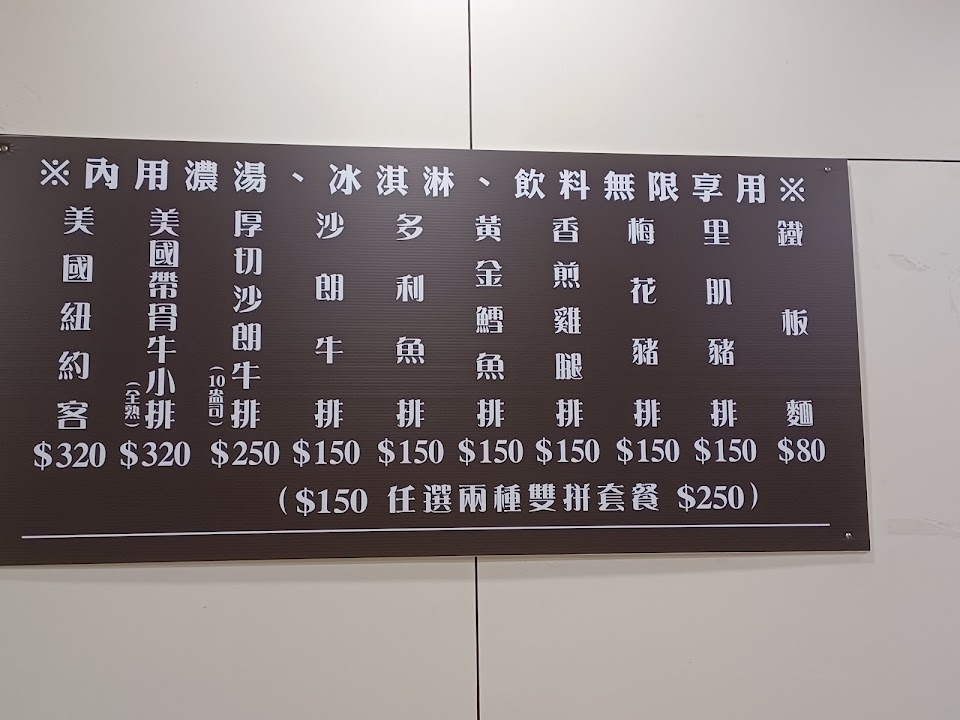 ※內用濃湯、冰淇淋、飲料無限享用※
美國紐約客 $320
美國帶骨牛小排(全熟) $320
厚切沙朗牛排(10盎司) $250
沙朗牛排 $150
多利魚排 $150
黃金鱈魚排 $150
香煎雞腿排 $150
梅花豬排 $150
里肌豬排 $150
鐵板麵 $80
($150 任選兩種雙拼套餐 $250)